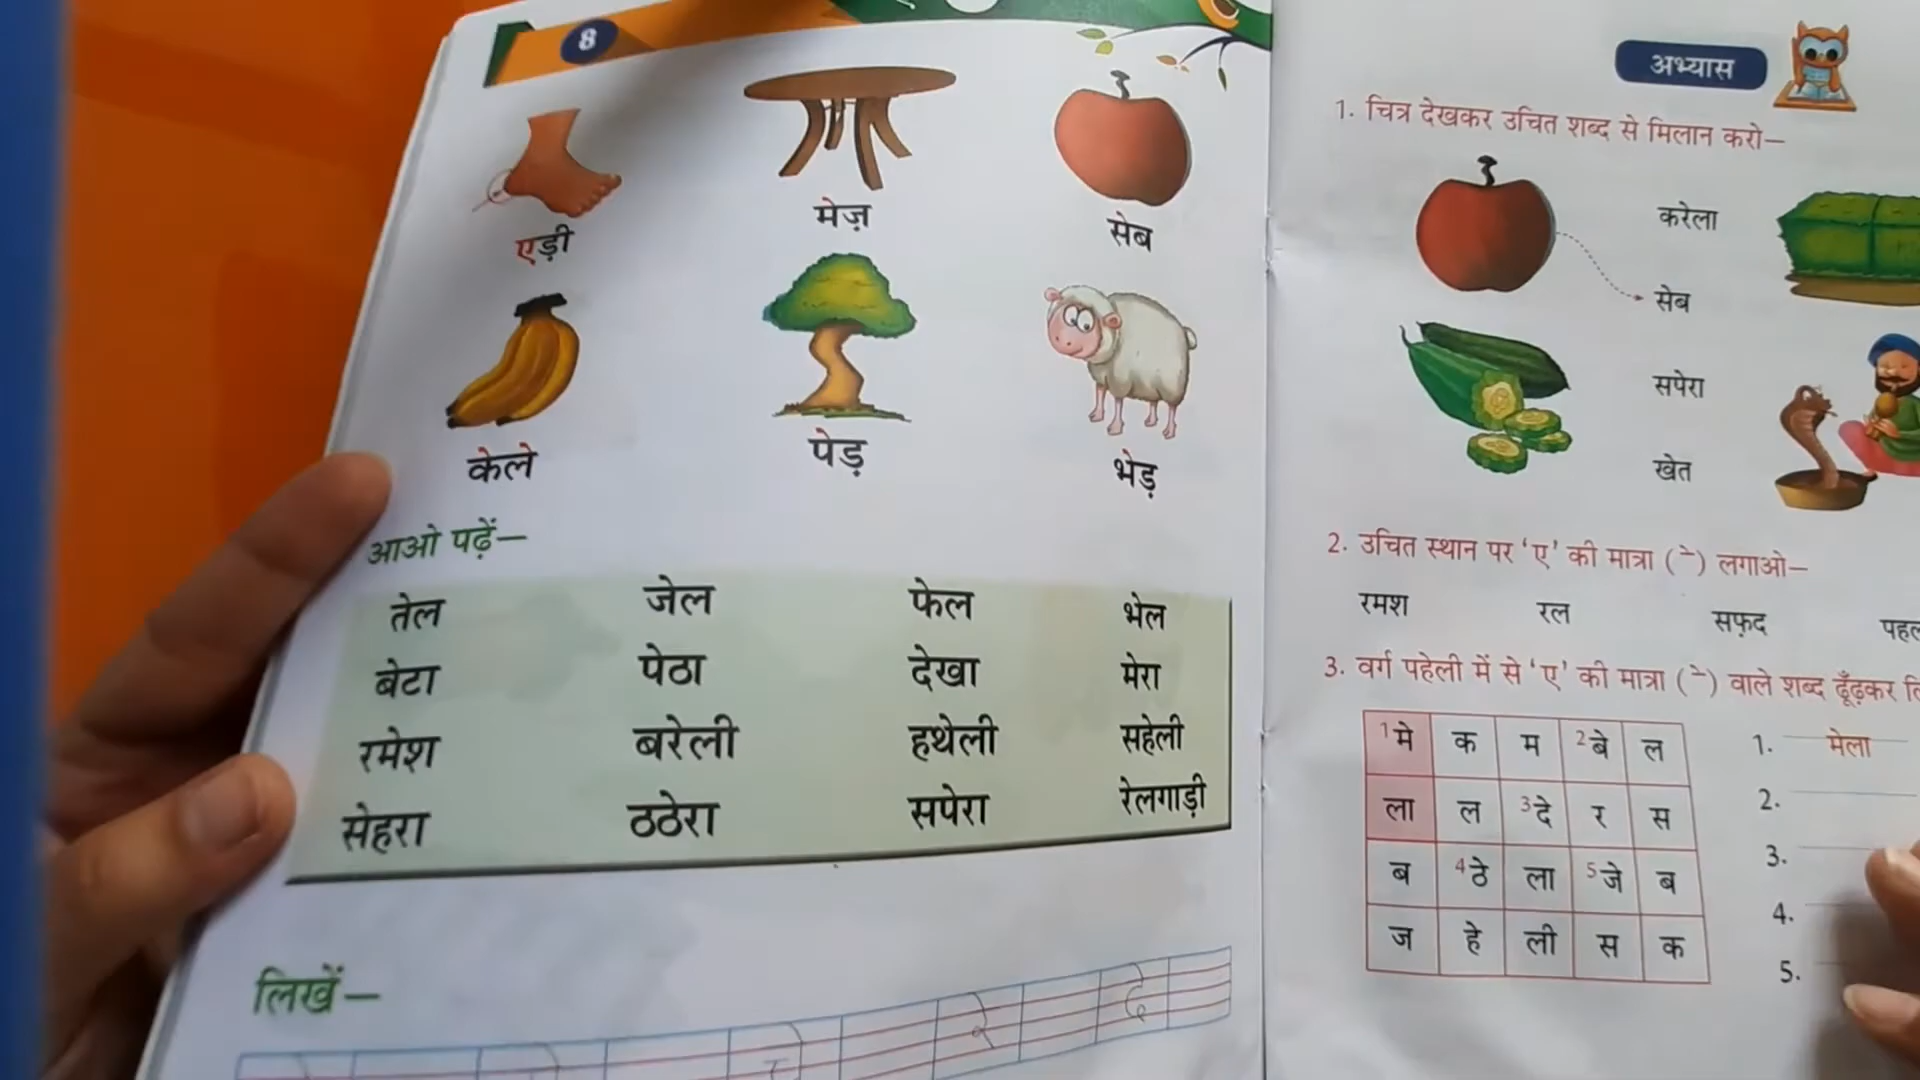 8
एड़ी मेज़ सेब
केले पेड़ भेड़
आओ पढ़ें—
तेल जेल फेल भेल
बेटा पेठा देखा मेरा
रमेश बरेली हथेली सहेली
सेहरा ठठेरा सपेरा रेलगाड़ी
लिखें—
अभ्यास
1. चित्र देखकर उचित शब्द से मिलान करो—
करेला
सेब
सपेरा
खेत
2. उचित स्थान पर ‘ए’ की मात्रा ( े ) लगाओ—
रमश रल सफ़द
3. वर्ग पहेली में से ‘ए’ की मात्रा ( े ) वाले शब्द ढूँढ़कर
1मे क म 2बे ल
ला ल 3दे र स
ब 4ठे ला 5जे ब
ज हे ली स क
1. मेला
2.
3.
4.
5.